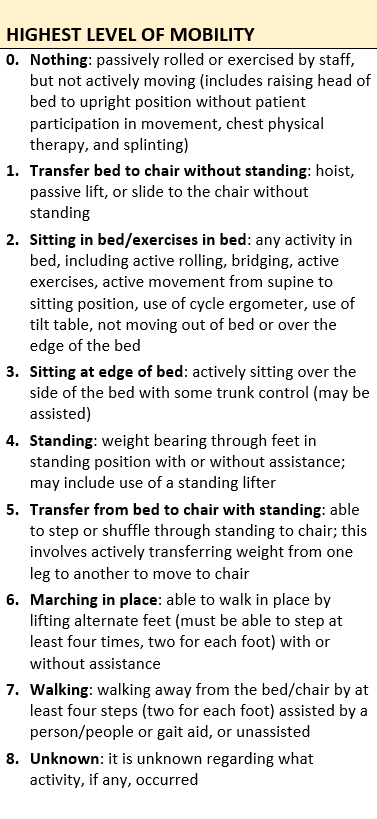 HIGHEST LEVEL OF MOBILITY
0. Nothing: passively rolled or exercised by staff,
but not actively moving (includes raising head of
bed to upright position without patient
participation in movement, chest physical
therapy, and splinting)
1. Transfer bed to chair without standing: hoist,
passive lift, or slide to the chair without
standing
2. Sitting in bed/exercises in bed: any activity in
bed, including active rolling, bridging, active
exercises, active movement from supine to
sitting position, use of cycle ergometer, use of
tilt table, not moving out of bed or over the
edge of the bed
3. Sitting at edge of bed: actively sitting over the
side of the bed with some trunk control (may be
assisted)
4. Standing: weight bearing through feet in
standing position with or without assistance;
may include use of a standing lifter
5. Transfer from bed to chair with standing: able
to step or shuffle through standing to chair; this
involves actively transferring weight from one
leg to another to move to chair
6. Marching in place: able to walk in place by
lifting alternate feet (must be able to step at
least four times, two for each foot) with or
without assistance
7. Walking: walking away from the bed/chair by at
least four steps (two for each foot) assisted by a
person/people or gait aid, or unassisted
8. Unknown: it is unknown regarding what
activity, if any, occurred